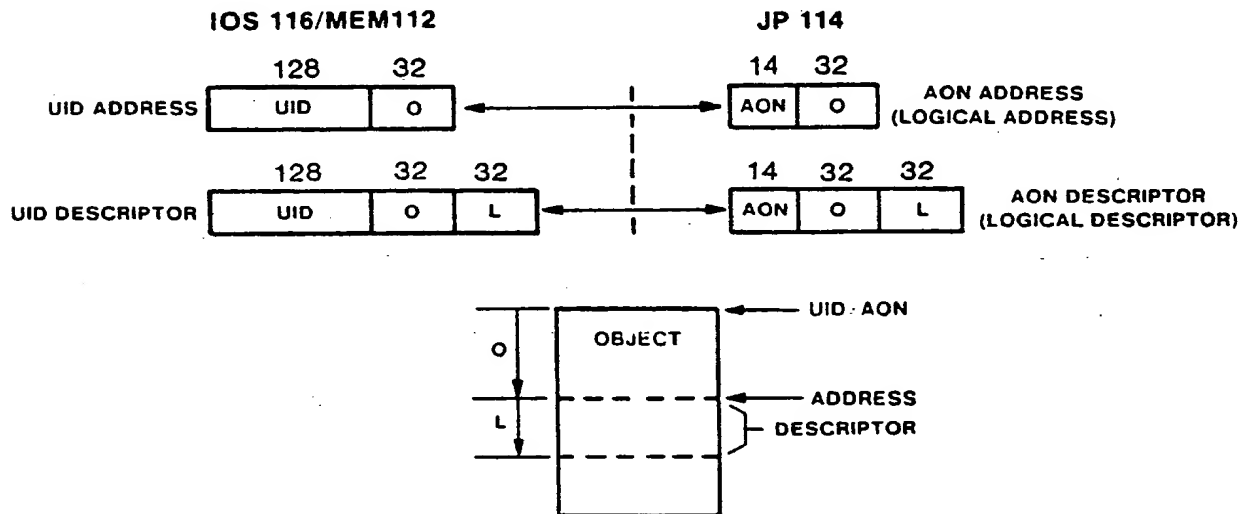 IOS 116/MEM112
JP 114
128 32
14 32
UID ADDRESS UID O
AON O AON ADDRESS
(LOGICAL ADDRESS)
128 32 32
14 32 32
UID DESCRIPTOR UID O L
AON O L AON DESCRIPTOR
(LOGICAL DESCRIPTOR)
UID·AON
OBJECT
O
ADDRESS
L
DESCRIPTOR